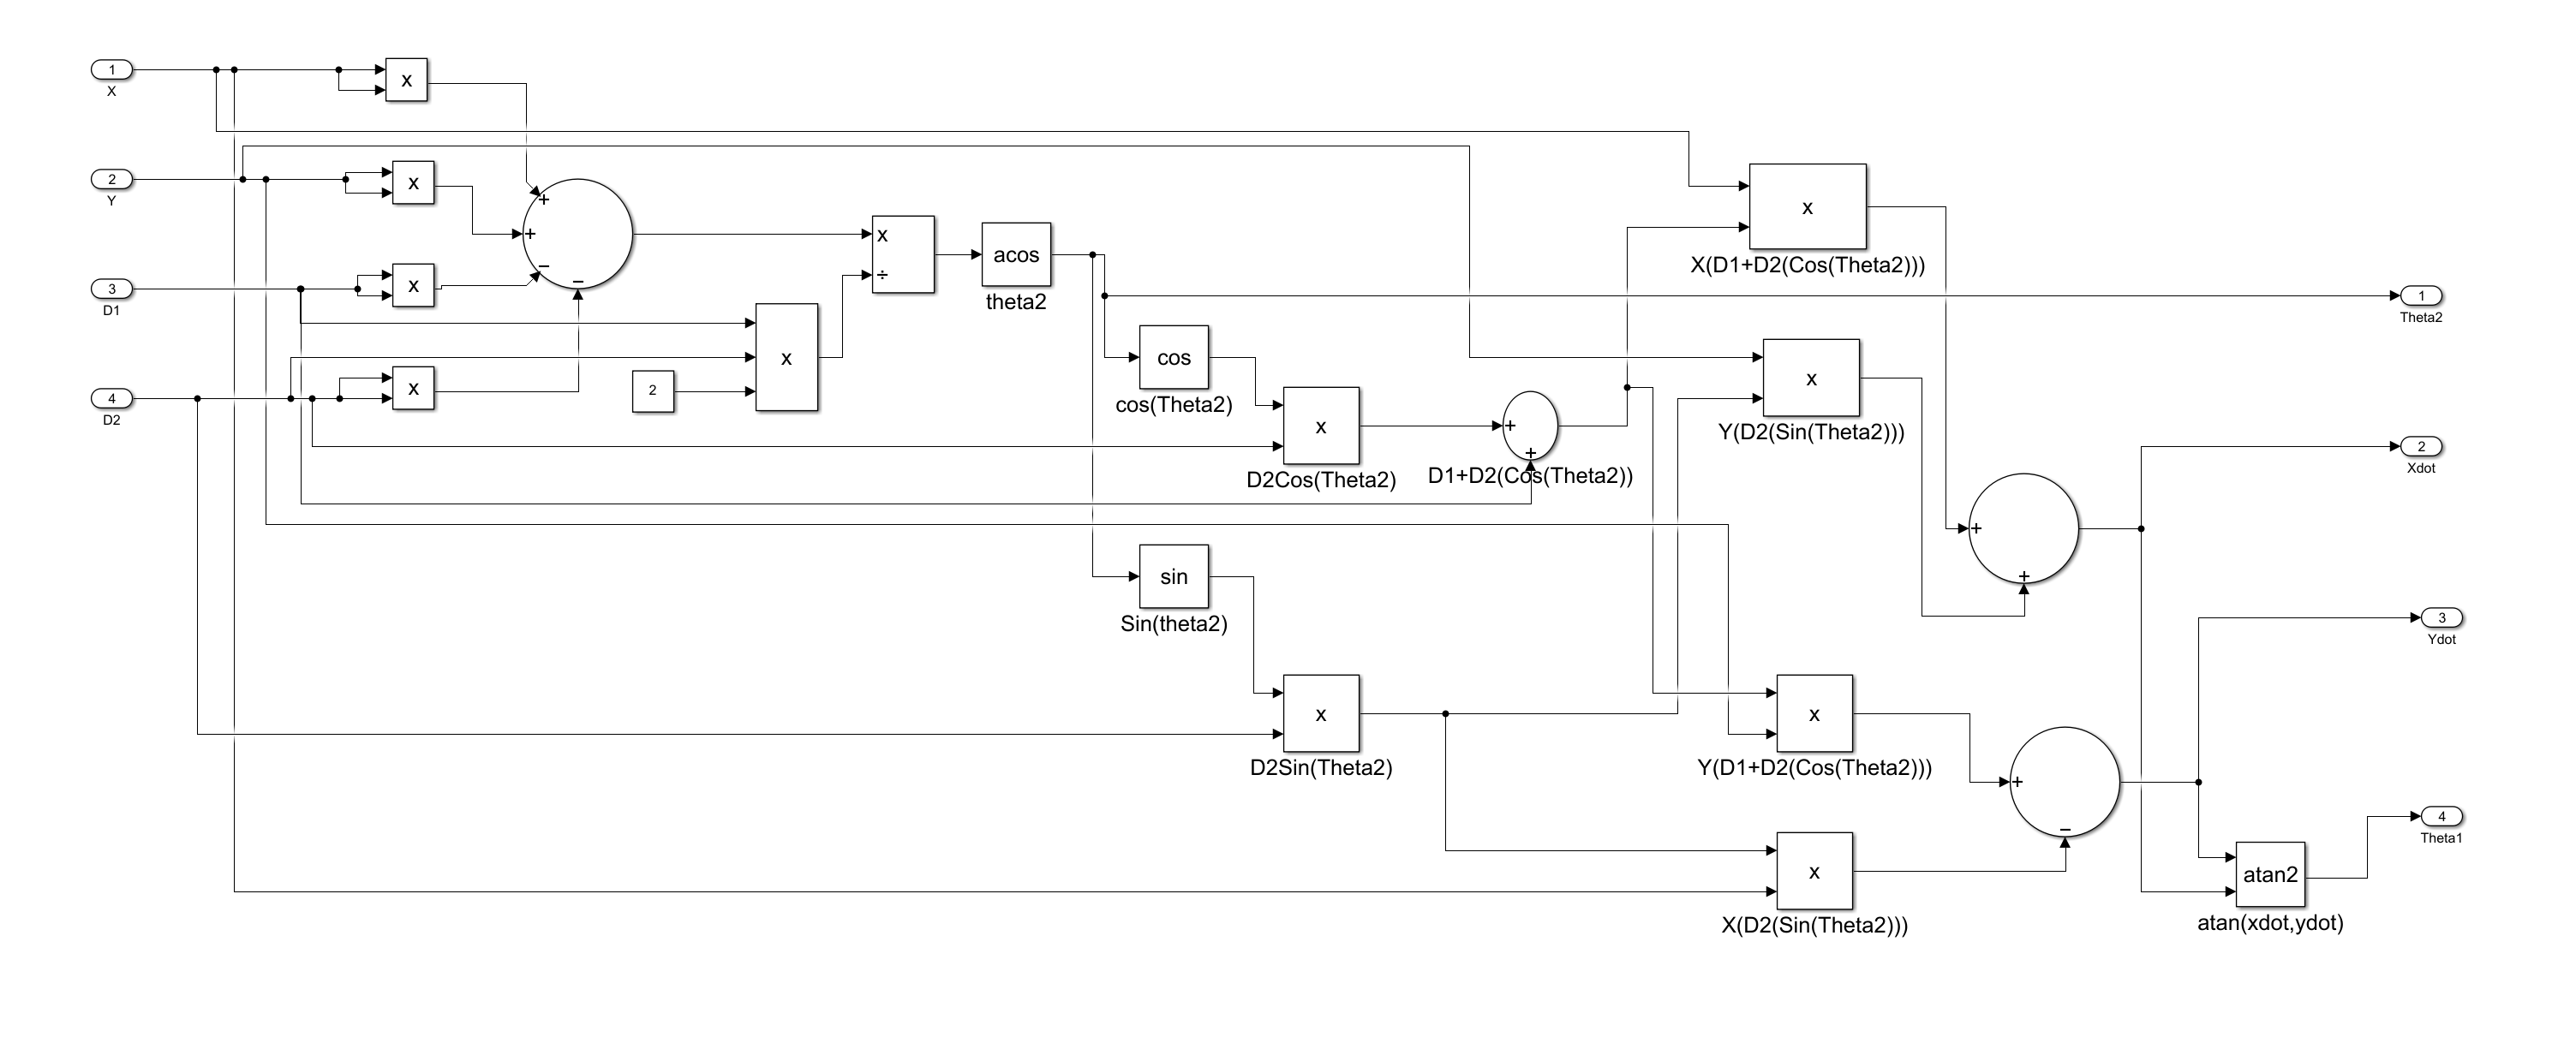 1
X
x
2
Y
x
3
D1
x
4
D2
x
+
+
−
−
2
x
x
÷
acos
theta2
cos
cos(Theta2)
x
D2Cos(Theta2)
+
+
D1+D2(Cos(Theta2))
sin
Sin(theta2)
x
D2Sin(Theta2)
x
X(D1+D2(Cos(Theta2)))
x
Y(D2(Sin(Theta2)))
x
Y(D1+D2(Cos(Theta2)))
x
X(D2(Sin(Theta2)))
+
+
+
−
atan2
atan(xdot,ydot)
1
Theta2
2
Xdot
3
Ydot
4
Theta1